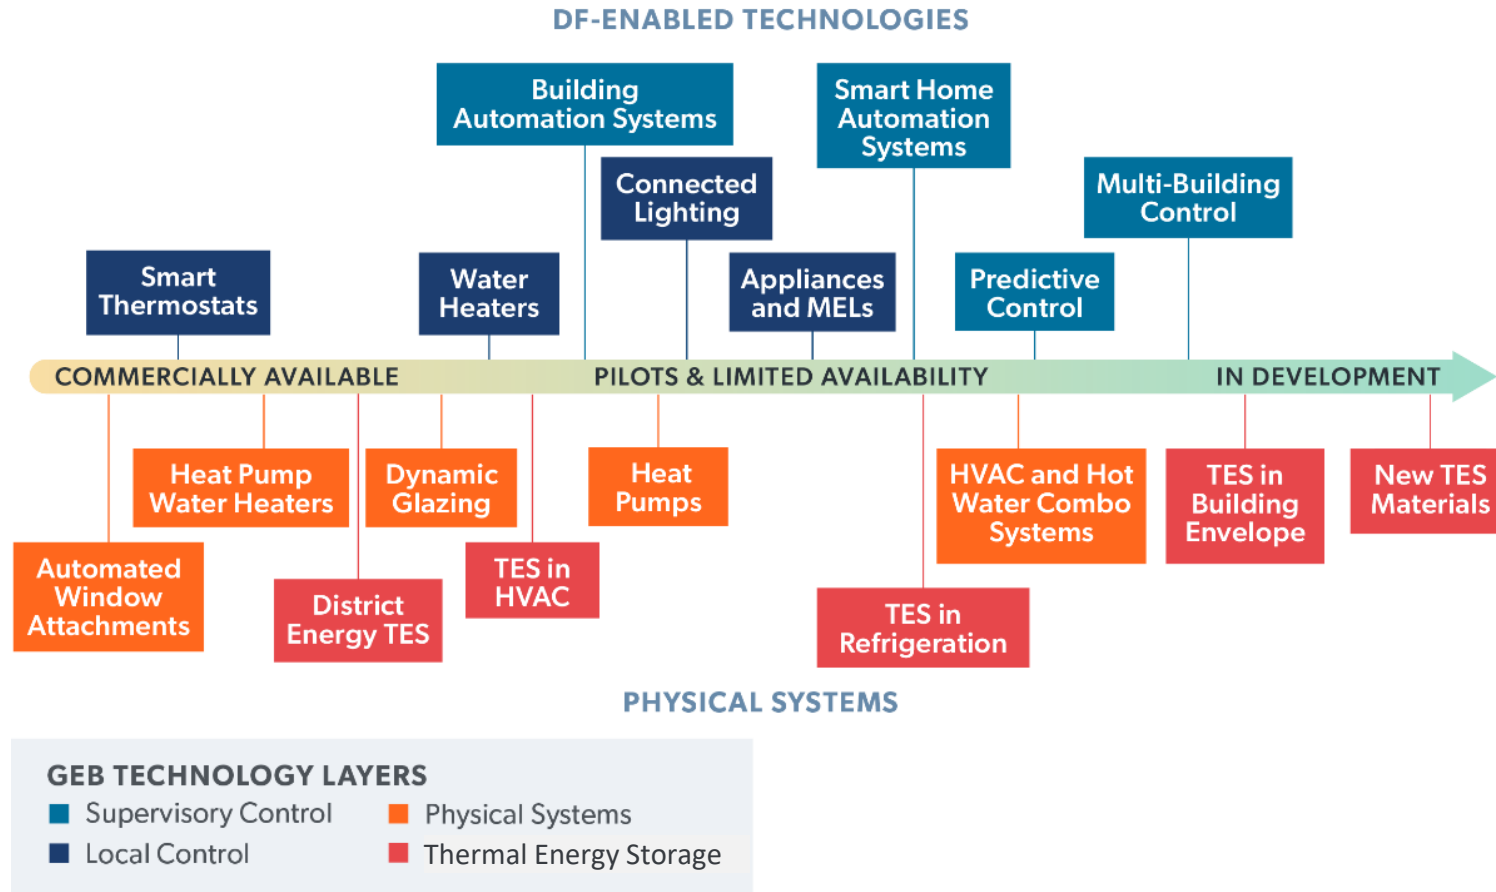 DF-ENABLED TECHNOLOGIES
Building
Automation Systems
Smart Home
Automation
Systems
Connected
Lighting
Multi-Building
Control
Smart
Thermostats
Water
Heaters
Appliances
and MELs
Predictive
Control
COMMERCIALLY AVAILABLE
PILOTS & LIMITED AVAILABILITY
IN DEVELOPMENT
Heat Pump
Water Heaters
Dynamic
Glazing
Heat
Pumps
HVAC and Hot
Water Combo
Systems
TES in
Building
Envelope
New TES
Materials
Automated
Window
Attachments
District
Energy TES
TES in
HVAC
TES in
Refrigeration
PHYSICAL SYSTEMS
GEB TECHNOLOGY LAYERS
Supervisory Control
Physical Systems
Local Control
Thermal Energy Storage